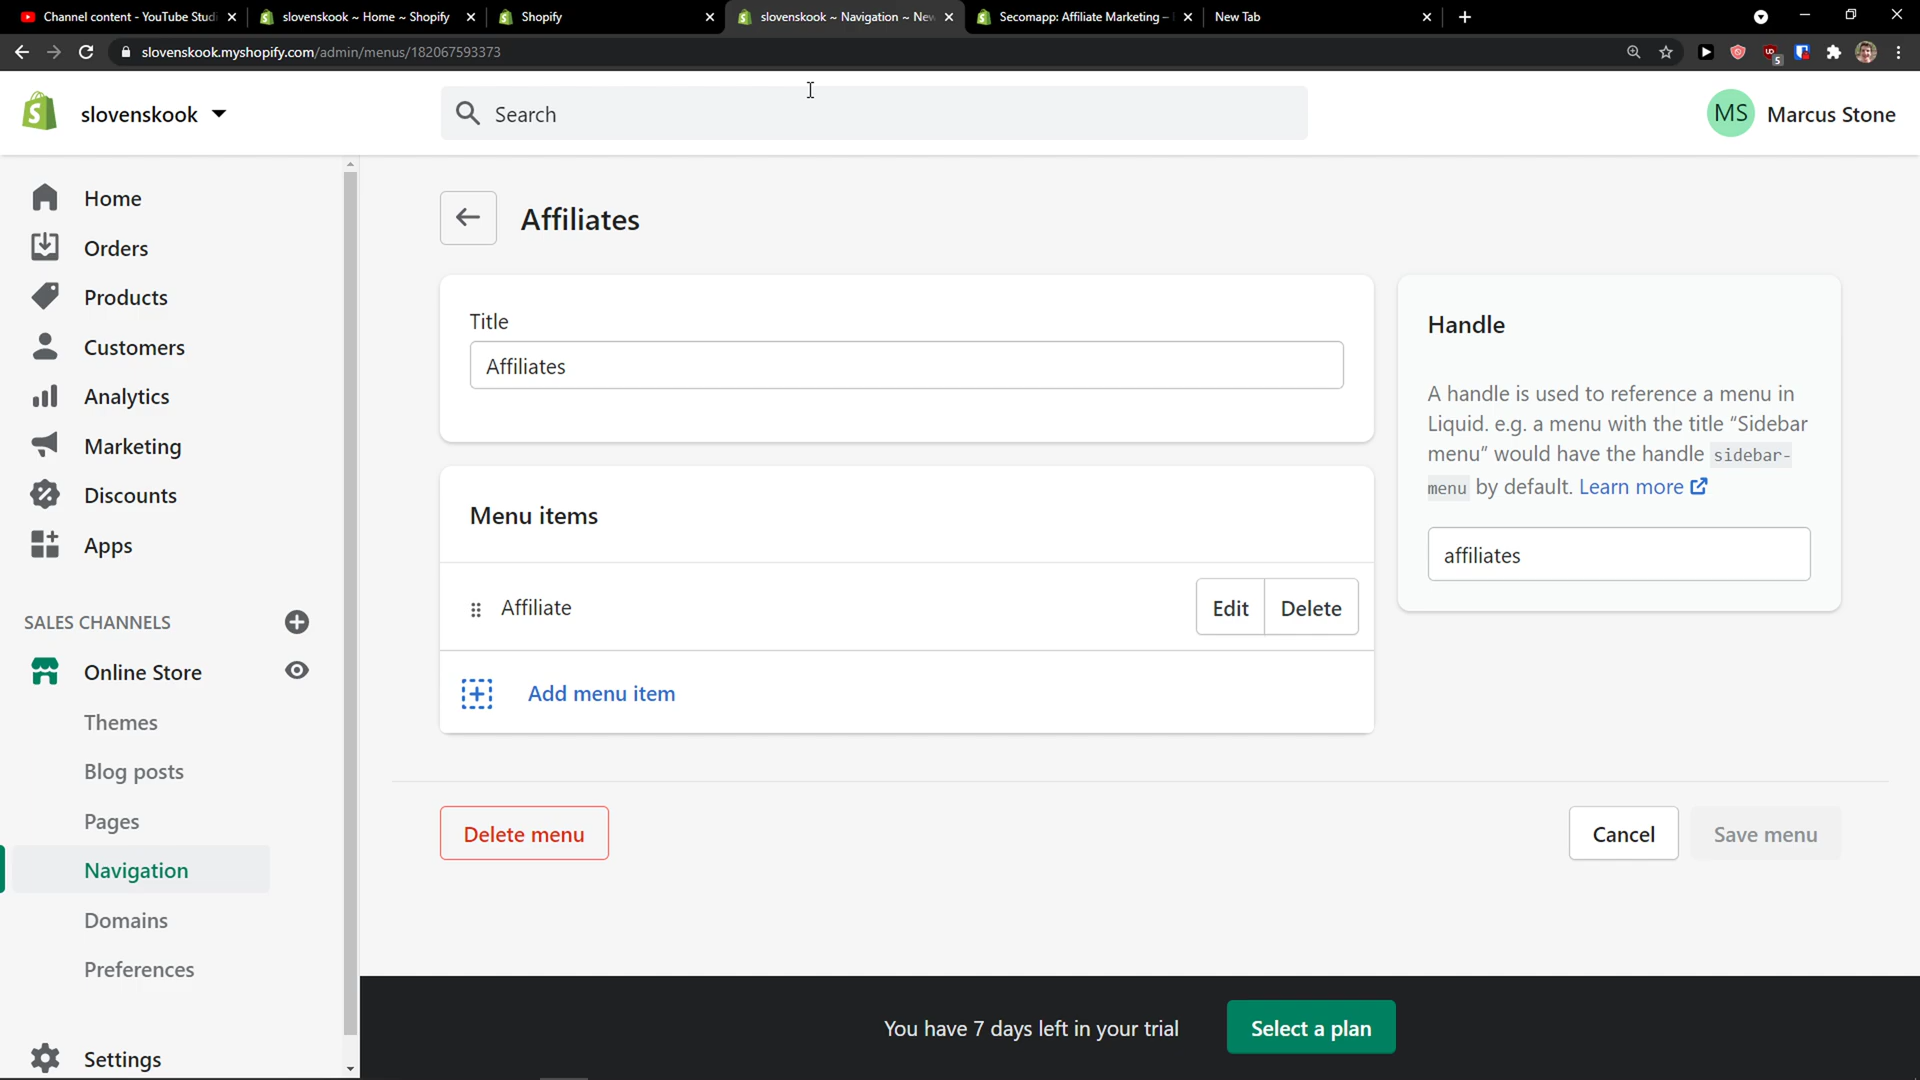 Channel content - YouTube Studi
slovenskook ~ Home ~ Shopify
Shopify
slovenskook ~ Navigation ~ Nev
Secomapp: Affiliate Marketing –
New Tab
slovenskook.myshopify.com/admin/menus/182067593373
slovenskook
Search
MS
Marcus Stone
Home
Orders
Products
Customers
Analytics
Marketing
Discounts
Apps
SALES CHANNELS
Online Store
Themes
Blog posts
Pages
Navigation
Domains
Preferences
Settings
Affiliates
Title
Affiliates
Menu items
Affiliate
Edit
Delete
Add menu item
Handle
A handle is used to reference a menu in
Liquid. e.g. a menu with the title “Sidebar
menu” would have the handle sidebar-
menu by default. Learn more
affiliates
Delete menu
Cancel
Save menu
You have 7 days left in your trial
Select a plan